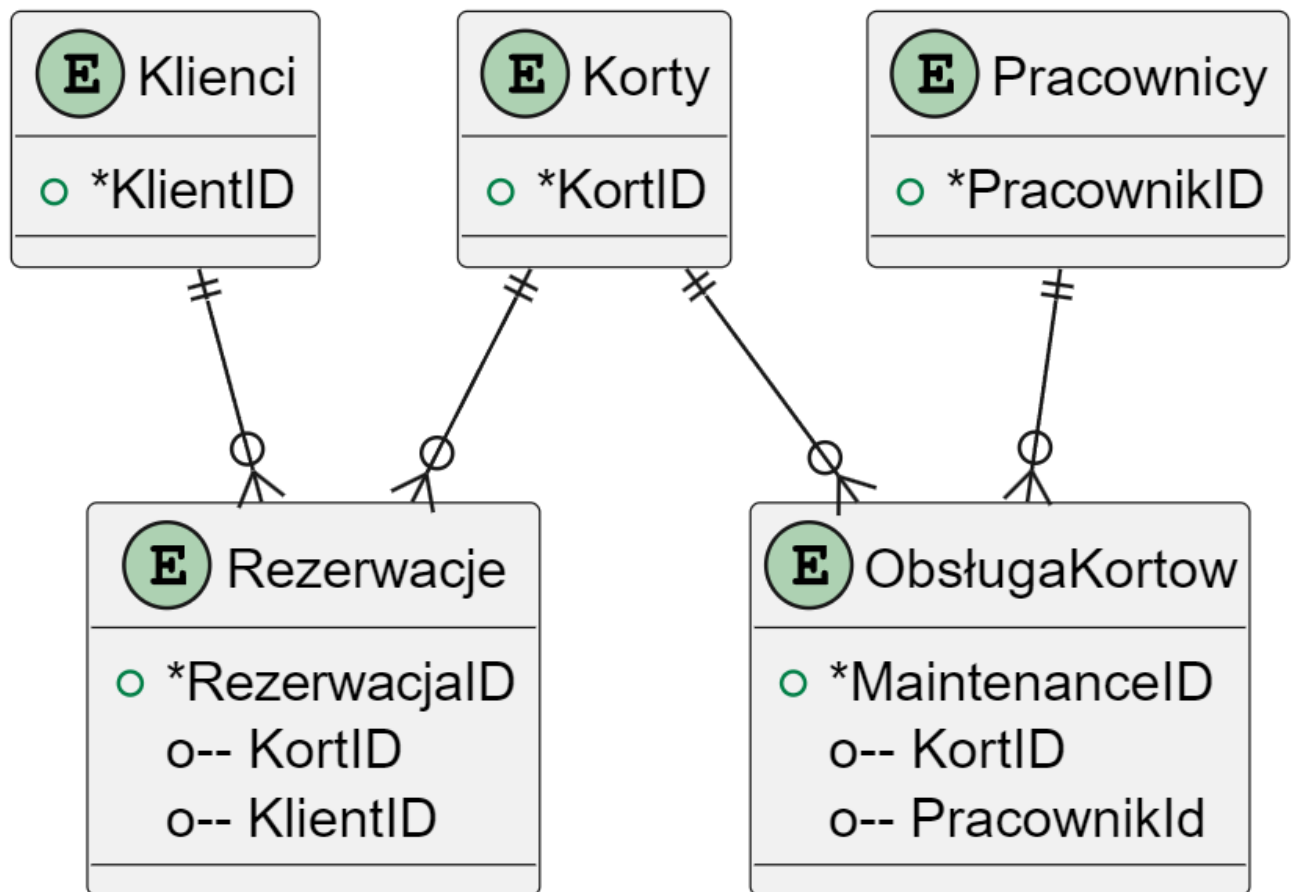 E Klienci
*KlientID
E Korty
*KortID
E Pracownicy
*PracownikID
E Rezerwacje
*RezerwacjaID
o-- KortID
o-- KlientID
E ObsługaKortow
*MaintenanceID
o-- KortID
o-- PracownikId